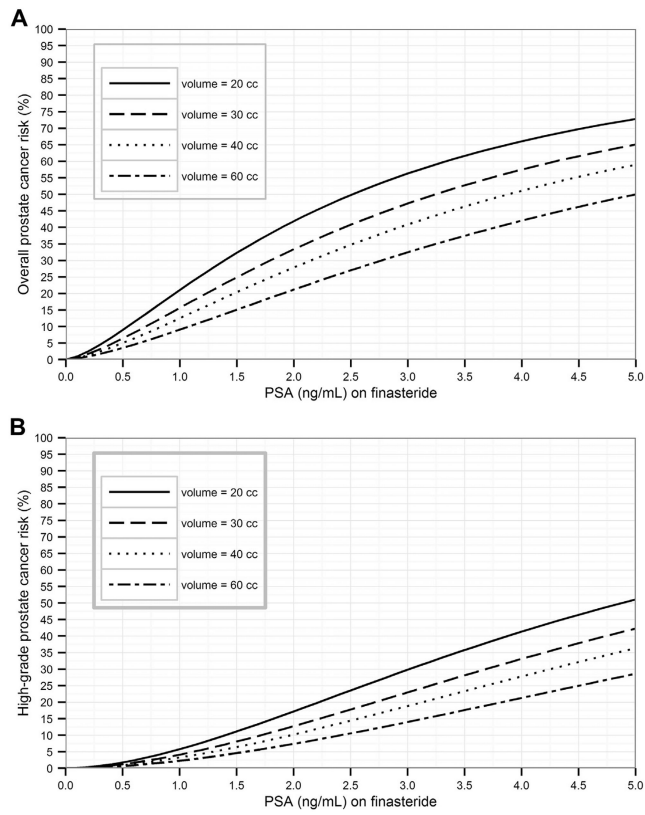 A
Overall prostate cancer risk (%)
100
95
90
85
80
75
70
65
60
55
50
45
40
35
30
25
20
15
10
5
0
volume = 20 cc
volume = 30 cc
volume = 40 cc
volume = 60 cc
0.0 0.5 1.0 1.5 2.0 2.5 3.0 3.5 4.0 4.5 5.0
PSA (ng/mL) on finasteride
B
High-grade prostate cancer risk (%)
100
95
90
85
80
75
70
65
60
55
50
45
40
35
30
25
20
15
10
5
0
volume = 20 cc
volume = 30 cc
volume = 40 cc
volume = 60 cc
0.0 0.5 1.0 1.5 2.0 2.5 3.0 3.5 4.0 4.5 5.0
PSA (ng/mL) on finasteride